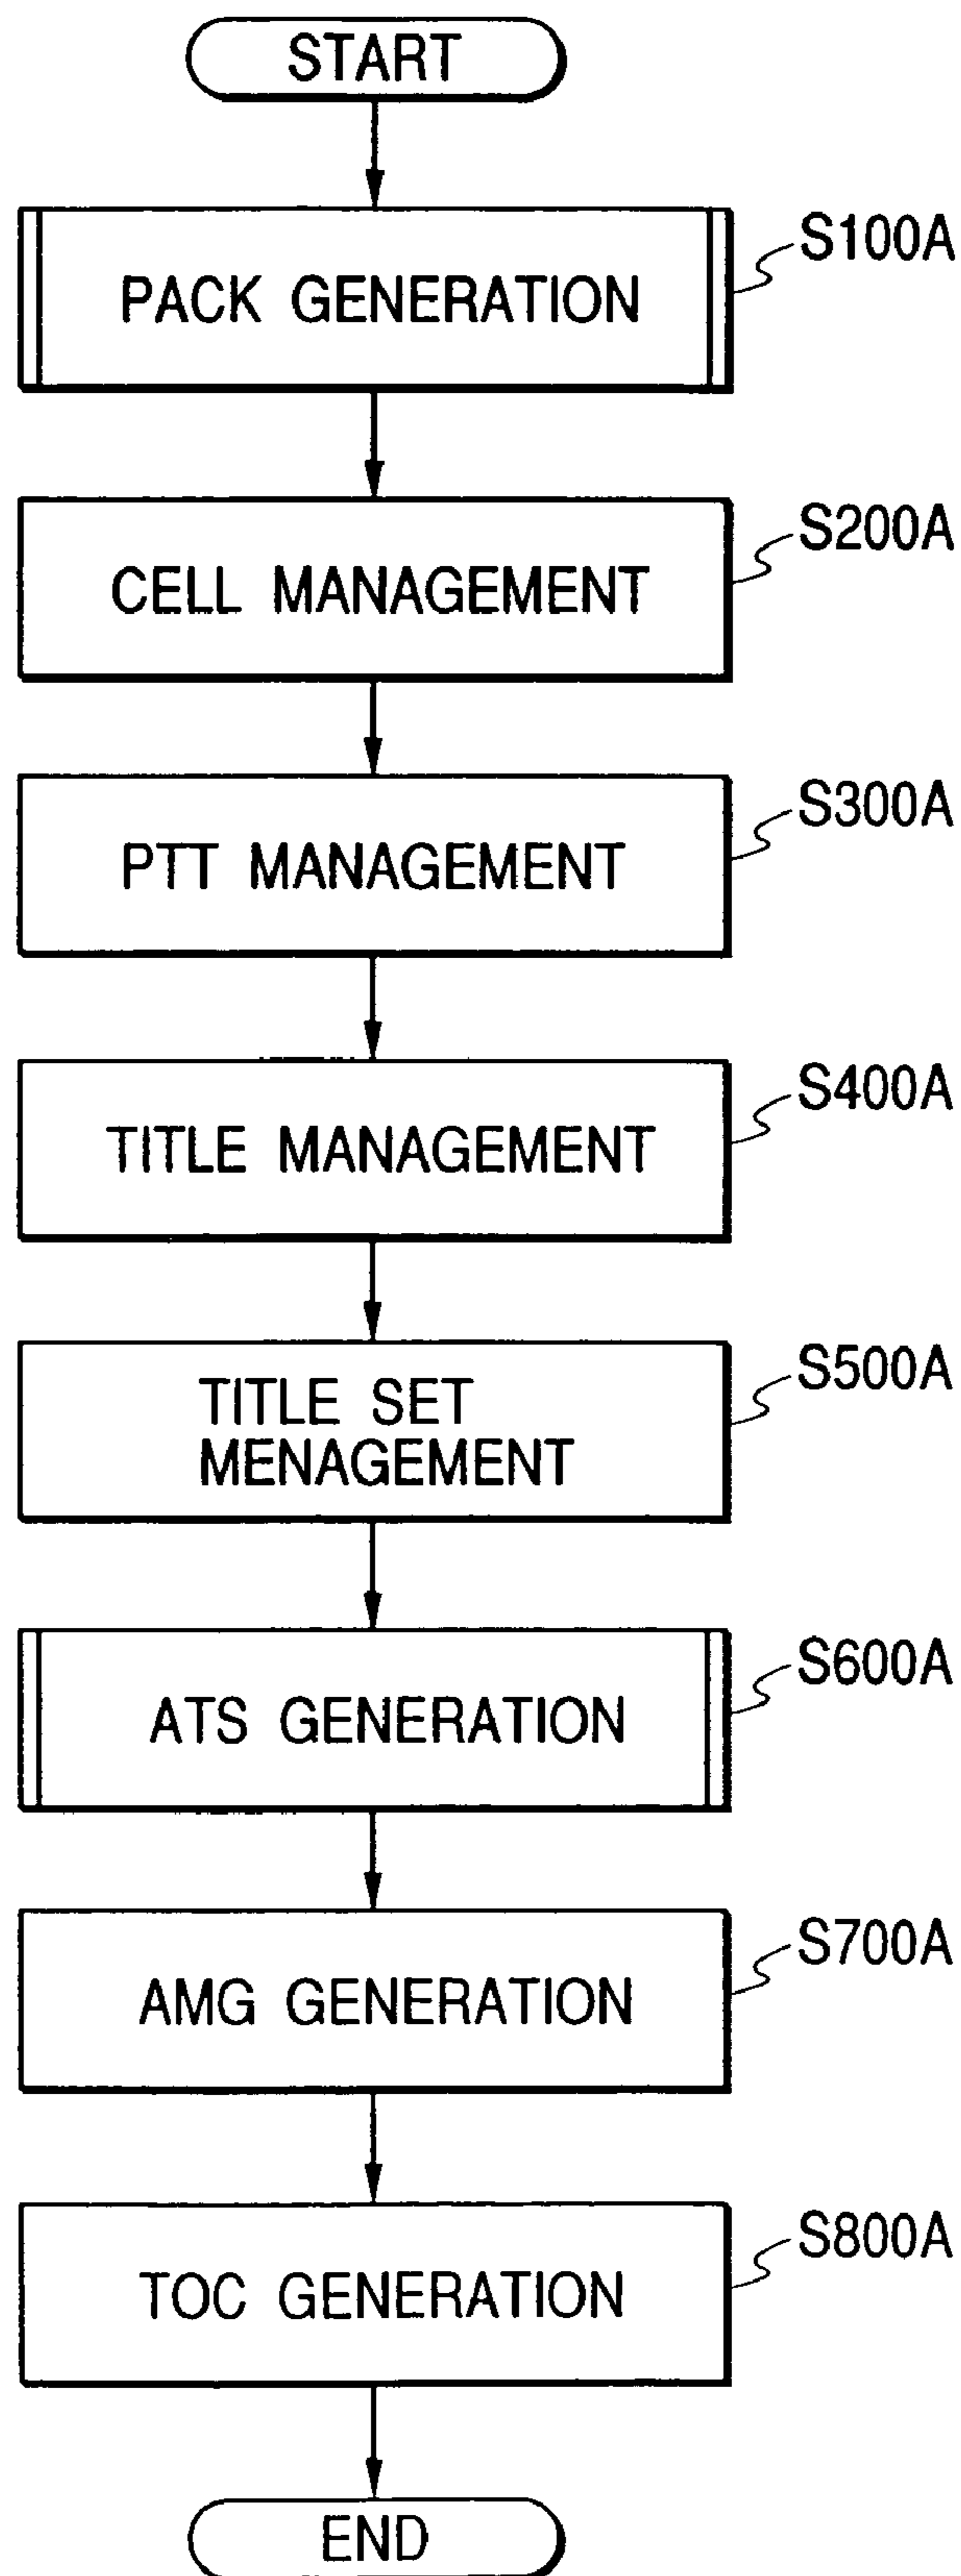 START
PACK GENERATION
S100A
CELL MANAGEMENT
S200A
PTT MANAGEMENT
S300A
TITLE MANAGEMENT
S400A
TITLE SET
MENAGEMENT
S500A
ATS GENERATION
S600A
AMG GENERATION
S700A
TOC GENERATION
S800A
END